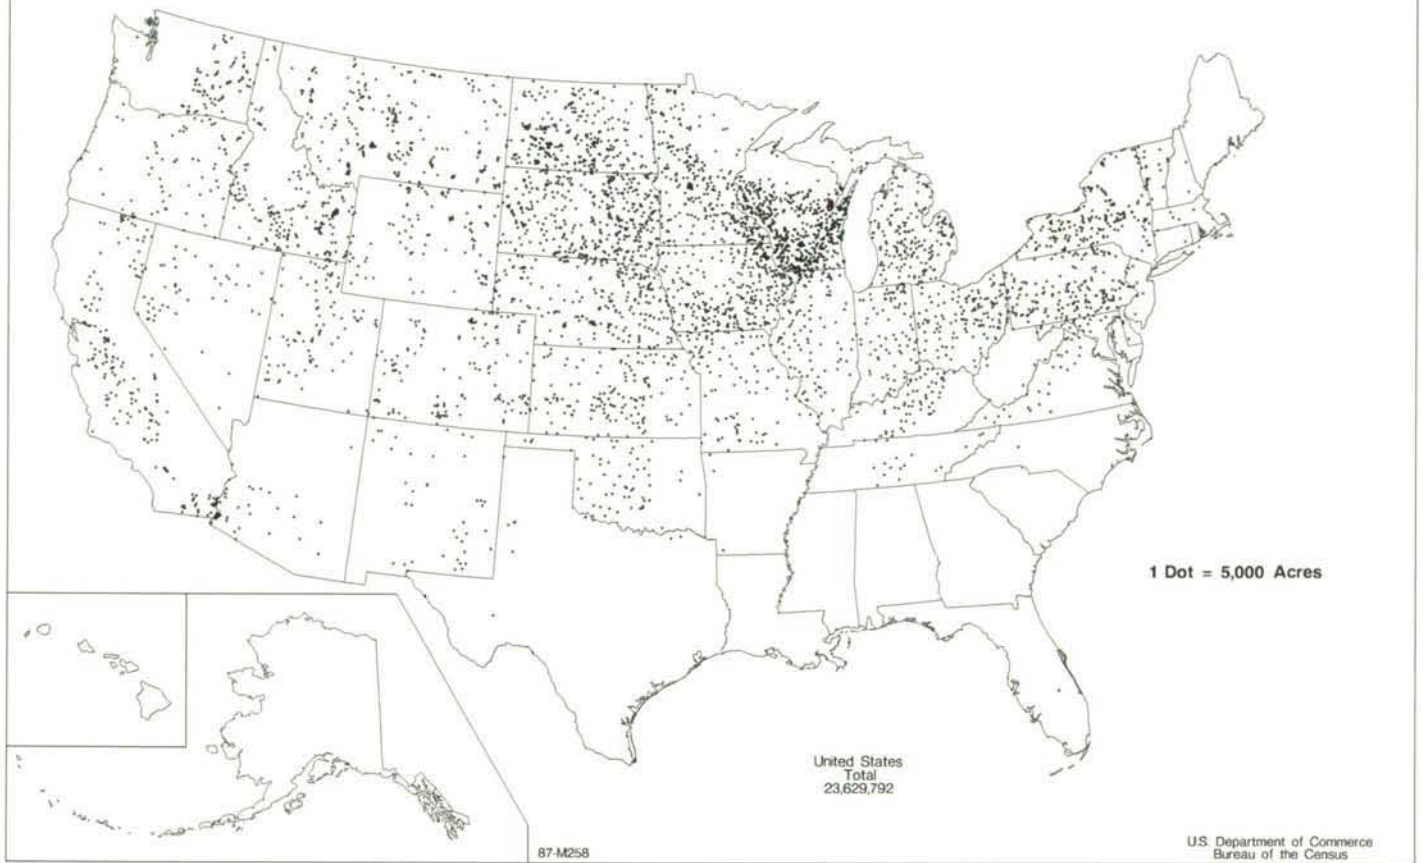 1 Dot = 5,000 Acres
United States
Total
23,629,792
87-M258
U.S. Department of Commerce
Bureau of the Census